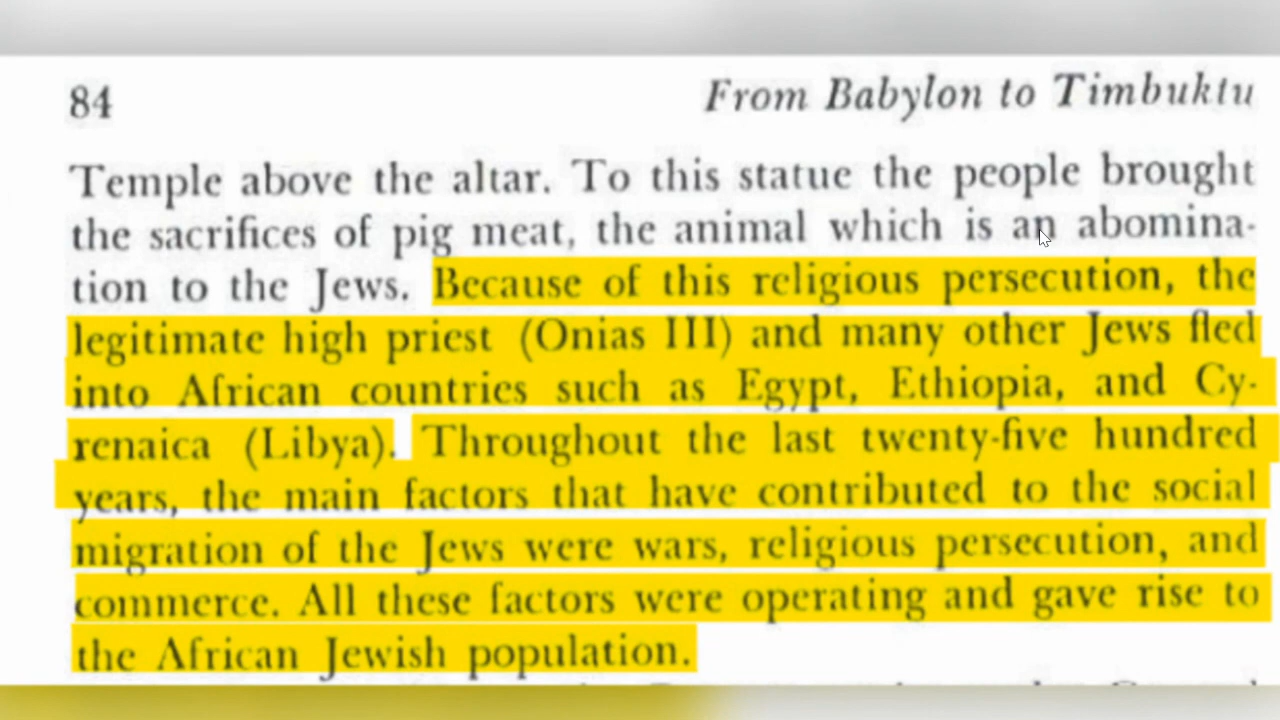 84 From Babylon to Timbuktu
Temple above the altar. To this statue the people brought
the sacrifices of pig meat, the animal which is an abomina-
tion to the Jews. Because of this religious persecution, the
legitimate high priest (Onias III) and many other Jews fled
into African countries such as Egypt, Ethiopia, and Cy-
renaica (Libya). Throughout the last twenty-five hundred
years, the main factors that have contributed to the social
migration of the Jews were wars, religious persecution, and
commerce. All these factors were operating and gave rise to
the African Jewish population.